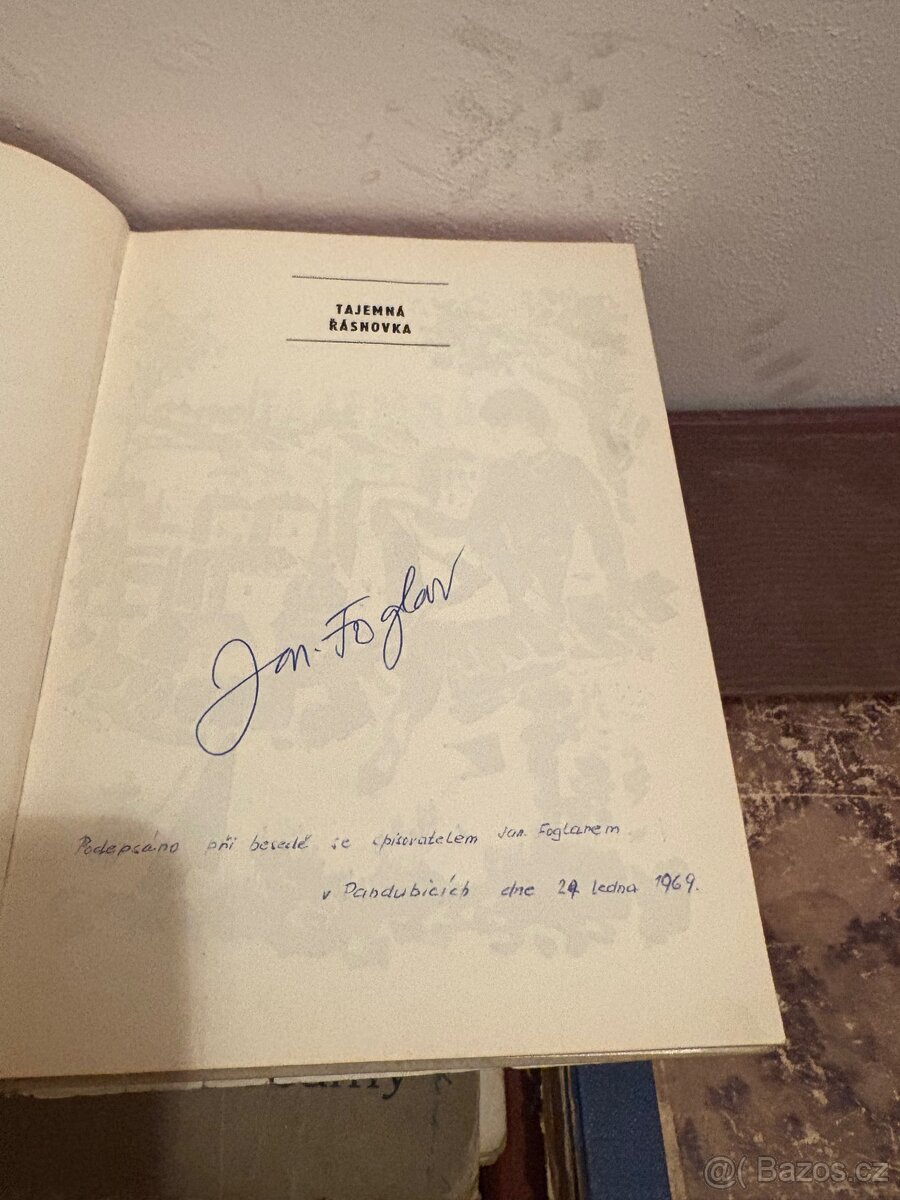 TAJEMNÁ
ŘÁSNOVKA
Jan. Foglar
Podepsáno při besedě se spisovatelem Jan. Foglarem
v Pardubicích dne 24 ledna 1969.
@( Bazos.cz